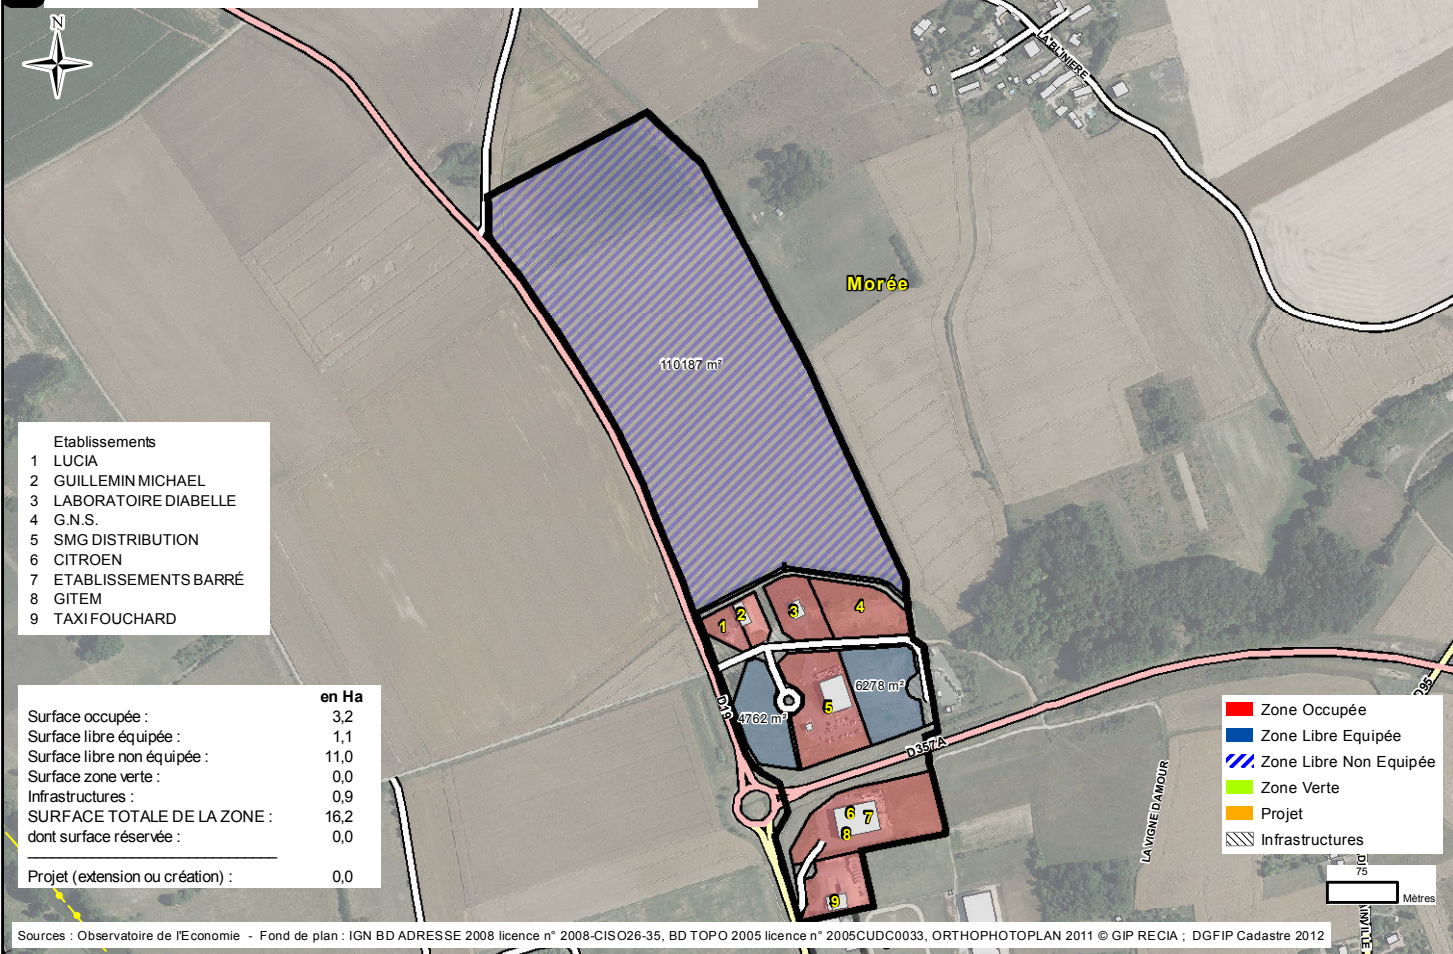 N
LA BLINIERE
Morée
110187 m²
Etablissements
1 LUCIA
2 GUILLEMIN MICHAEL
3 LABORATOIRE DIABELLE
4 G.N.S.
5 SMG DISTRIBUTION
6 CITROEN
7 ETABLISSEMENTS BARRÉ
8 GITEM
9 TAXI FOUCHARD
1
2
3
4
5
6278 m²
4762 m²
D19
D357A
D95
6
7
8
9
LA VIGNE D'AMOUR
en Ha
Surface occupée : 3,2
Surface libre équipée : 1,1
Surface libre non équipée : 11,0
Surface zone verte : 0,0
Infrastructures : 0,9
SURFACE TOTALE DE LA ZONE : 16,2
dont surface réservée : 0,0
Projet (extension ou création) : 0,0
Zone Occupée
Zone Libre Equipée
Zone Libre Non Equipée
Zone Verte
Projet
Infrastructures
75
Mètres
Sources : Observatoire de l'Economie - Fond de plan : IGN BD ADRESSE 2008 licence n° 2008-CISO26-35, BD TOPO 2005 licence n° 2005CUDC0033, ORTHOPHOTOPLAN 2011 © GIP RECIA ; DGFIP Cadastre 2012